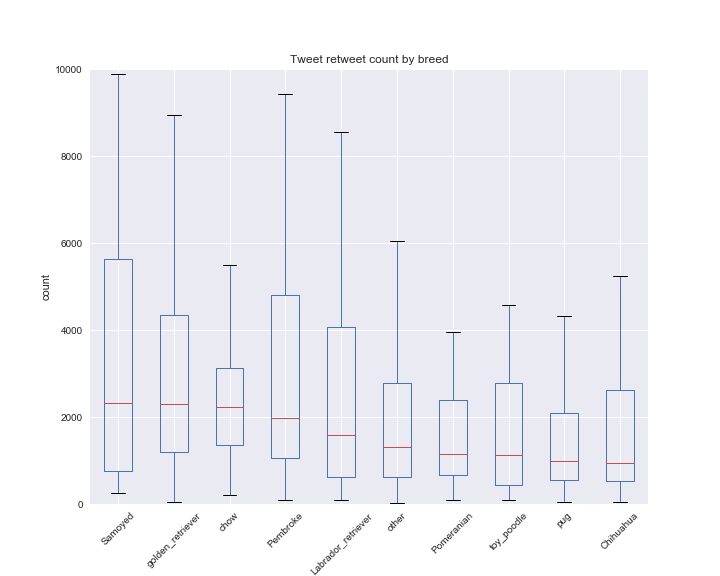 Tweet retweet count by breed
10000
8000
6000
4000
2000
0
count
Samoyed
golden_retriever
chow
Pembroke
Labrador_retriever
other
Pomeranian
toy_poodle
pug
Chihuahua